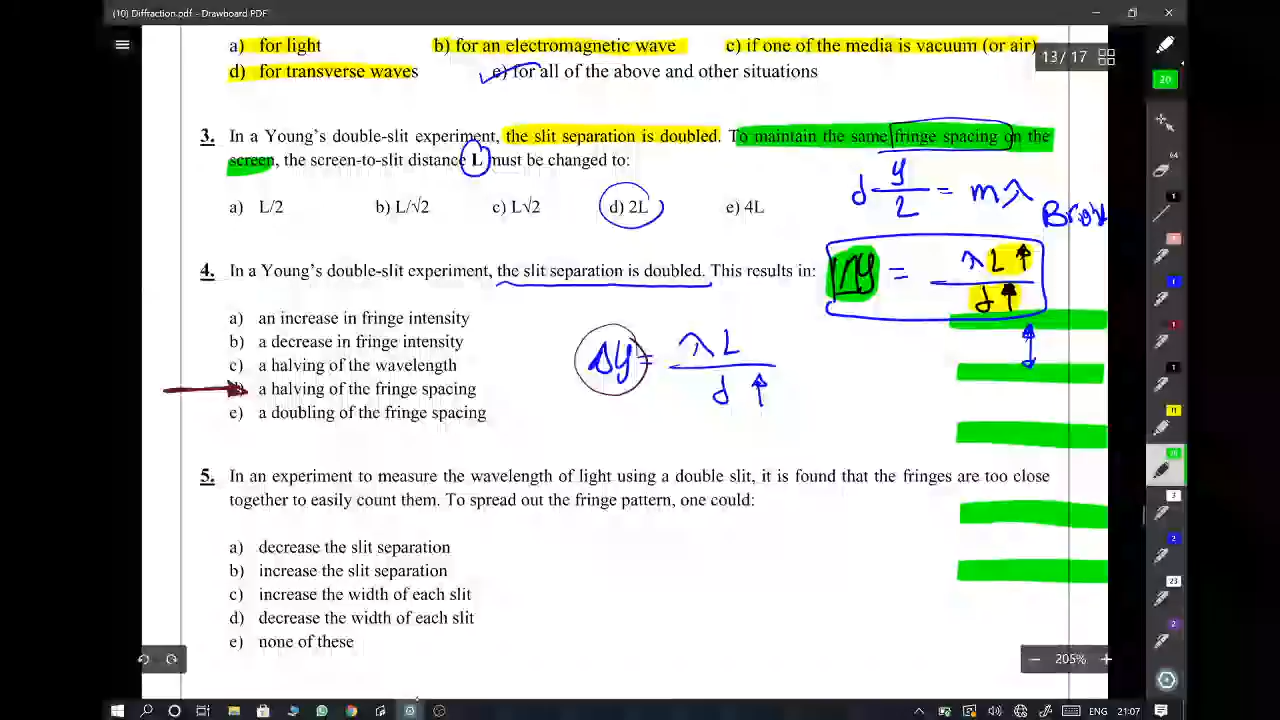 (10) Diffraction.pdf - Drawboard PDF
a) for light b) for an electromagnetic wave c) if one of the media is vacuum (or air)
d) for transverse waves e) for all of the above and other situations
13 / 17
3. In a Young's double-slit experiment, the slit separation is doubled. To maintain the same fringe spacing on the
screen, the screen-to-slit distance L must be changed to:
a) L/2 b) L/√2 c) L√2 d) 2L e) 4L
d y/2 = mλ
Bright
Δy = λL↑/d↑
4. In a Young's double-slit experiment, the slit separation is doubled. This results in:
a) an increase in fringe intensity
b) a decrease in fringe intensity
c) a halving of the wavelength
a halving of the fringe spacing
e) a doubling of the fringe spacing
Δy = λL/d↑
5. In an experiment to measure the wavelength of light using a double slit, it is found that the fringes are too close
together to easily count them. To spread out the fringe pattern, one could:
a) decrease the slit separation
b) increase the slit separation
c) increase the width of each slit
d) decrease the width of each slit
e) none of these
205%
ENG 21:07